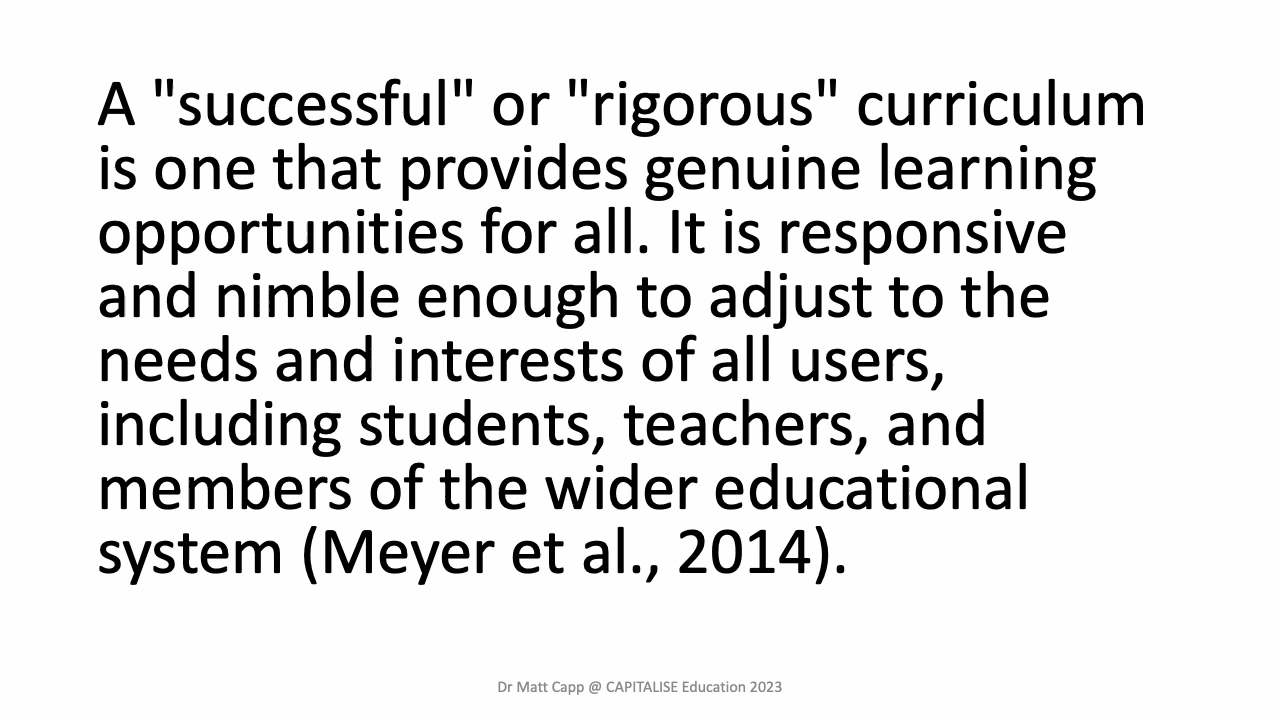 A "successful" or "rigorous" curriculum
is one that provides genuine learning
opportunities for all. It is responsive
and nimble enough to adjust to the
needs and interests of all users,
including students, teachers, and
members of the wider educational
system (Meyer et al., 2014).
Dr Matt Capp @ CAPITALISE Education 2023